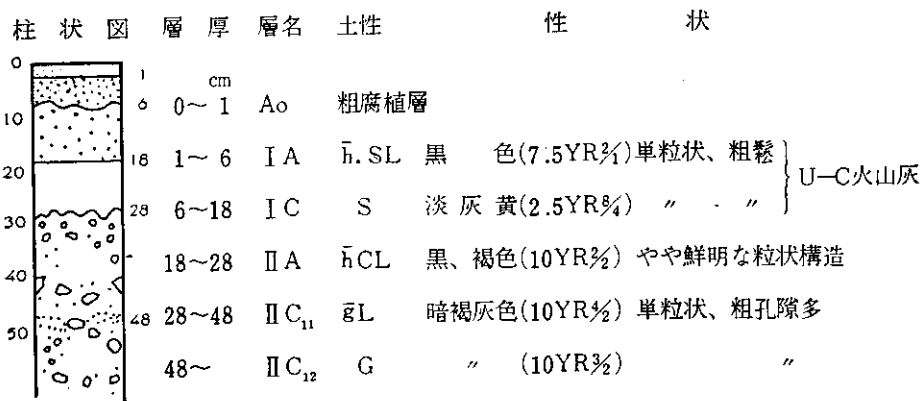 柱 状 図 層 厚 層名 土性 性 状
cm
0 1
6 0～ 1 Ao 粗腐植層
10
18 1～ 6 ⅠA h̄.SL 黒 色(7.5YR2/1)単粒状、粗鬆
20 U—C火山灰
28 6～18 ⅠC S 淡 灰 黄(2.5YR8/4) 〃 . 〃
30
18～28 ⅡA h̄CL 黒、褐色(10YR2/2) やや鮮明な粒状構造
40
48 28～48 ⅡC₁₁ ḡL 暗褐灰色(10YR4/2) 単粒状、粗孔隙多
50
48～ ⅡC₁₂ G 〃 (10YR3/2) 〃